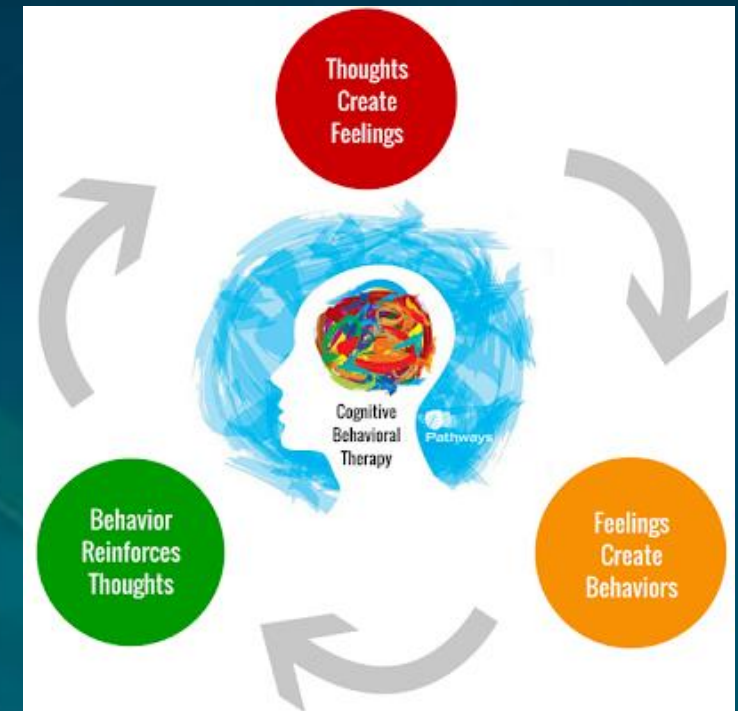 Thoughts
Create
Feelings
Cognitive
Behavioral
Therapy
Pathways
Behavior
Reinforces
Thoughts
Feelings
Create
Behaviors